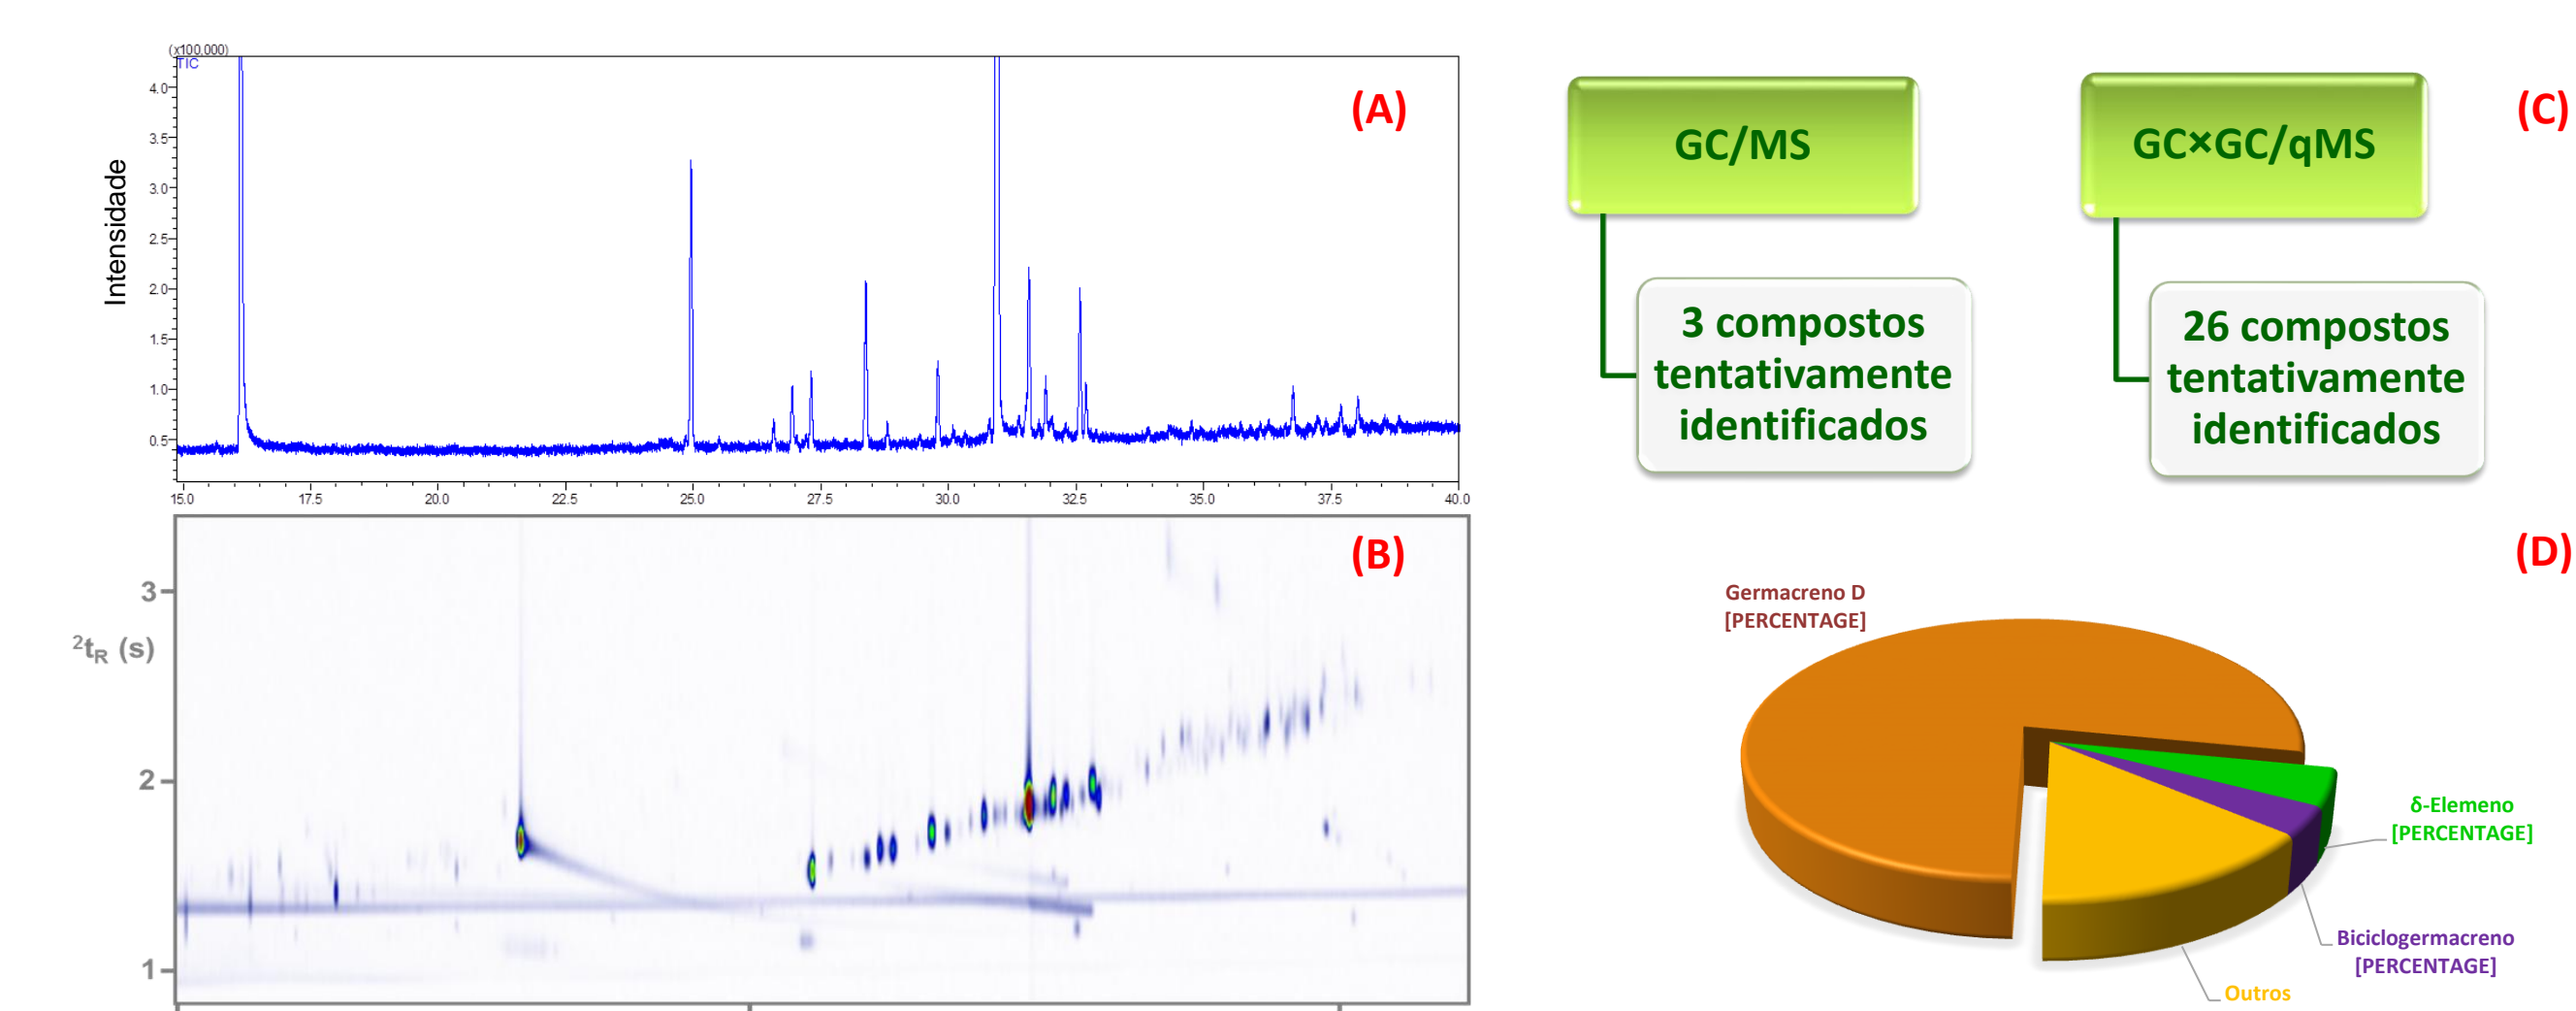 (x100,000)
TIC
4.0
3.5
3.0
2.5
2.0
1.5
1.0
0.5
Intensidade
(A)
15.0 17.5 20.0 22.5 25.0 27.5 30.0 32.5 35.0 37.5 40.0
(B)
3
2
1
²tR (s)
GC/MS
3 compostos
tentativamente
identificados
GC×GC/qMS
26 compostos
tentativamente
identificados
(C)
(D)
Germacreno D
[PERCENTAGE]
δ-Elemeno
[PERCENTAGE]
Biciclogermacreno
[PERCENTAGE]
Outros